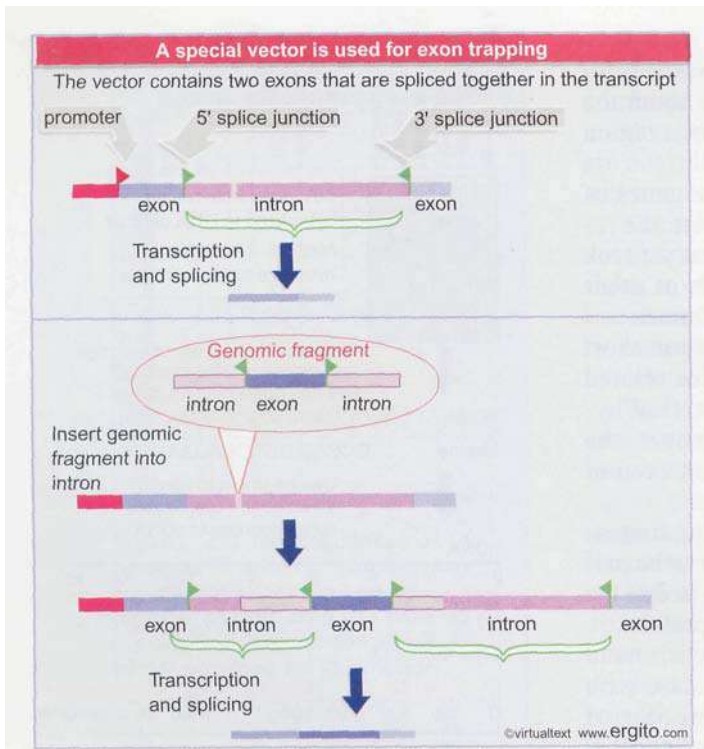 A special vector is used for exon trapping
The vector contains two exons that are spliced together in the transcript
promoter 5' splice junction 3' splice junction
exon intron exon
Transcription
and splicing
Genomic fragment
intron exon intron
Insert genomic
fragment into
intron
exon intron exon intron exon
Transcription
and splicing
©virtualtext www.ergito.com